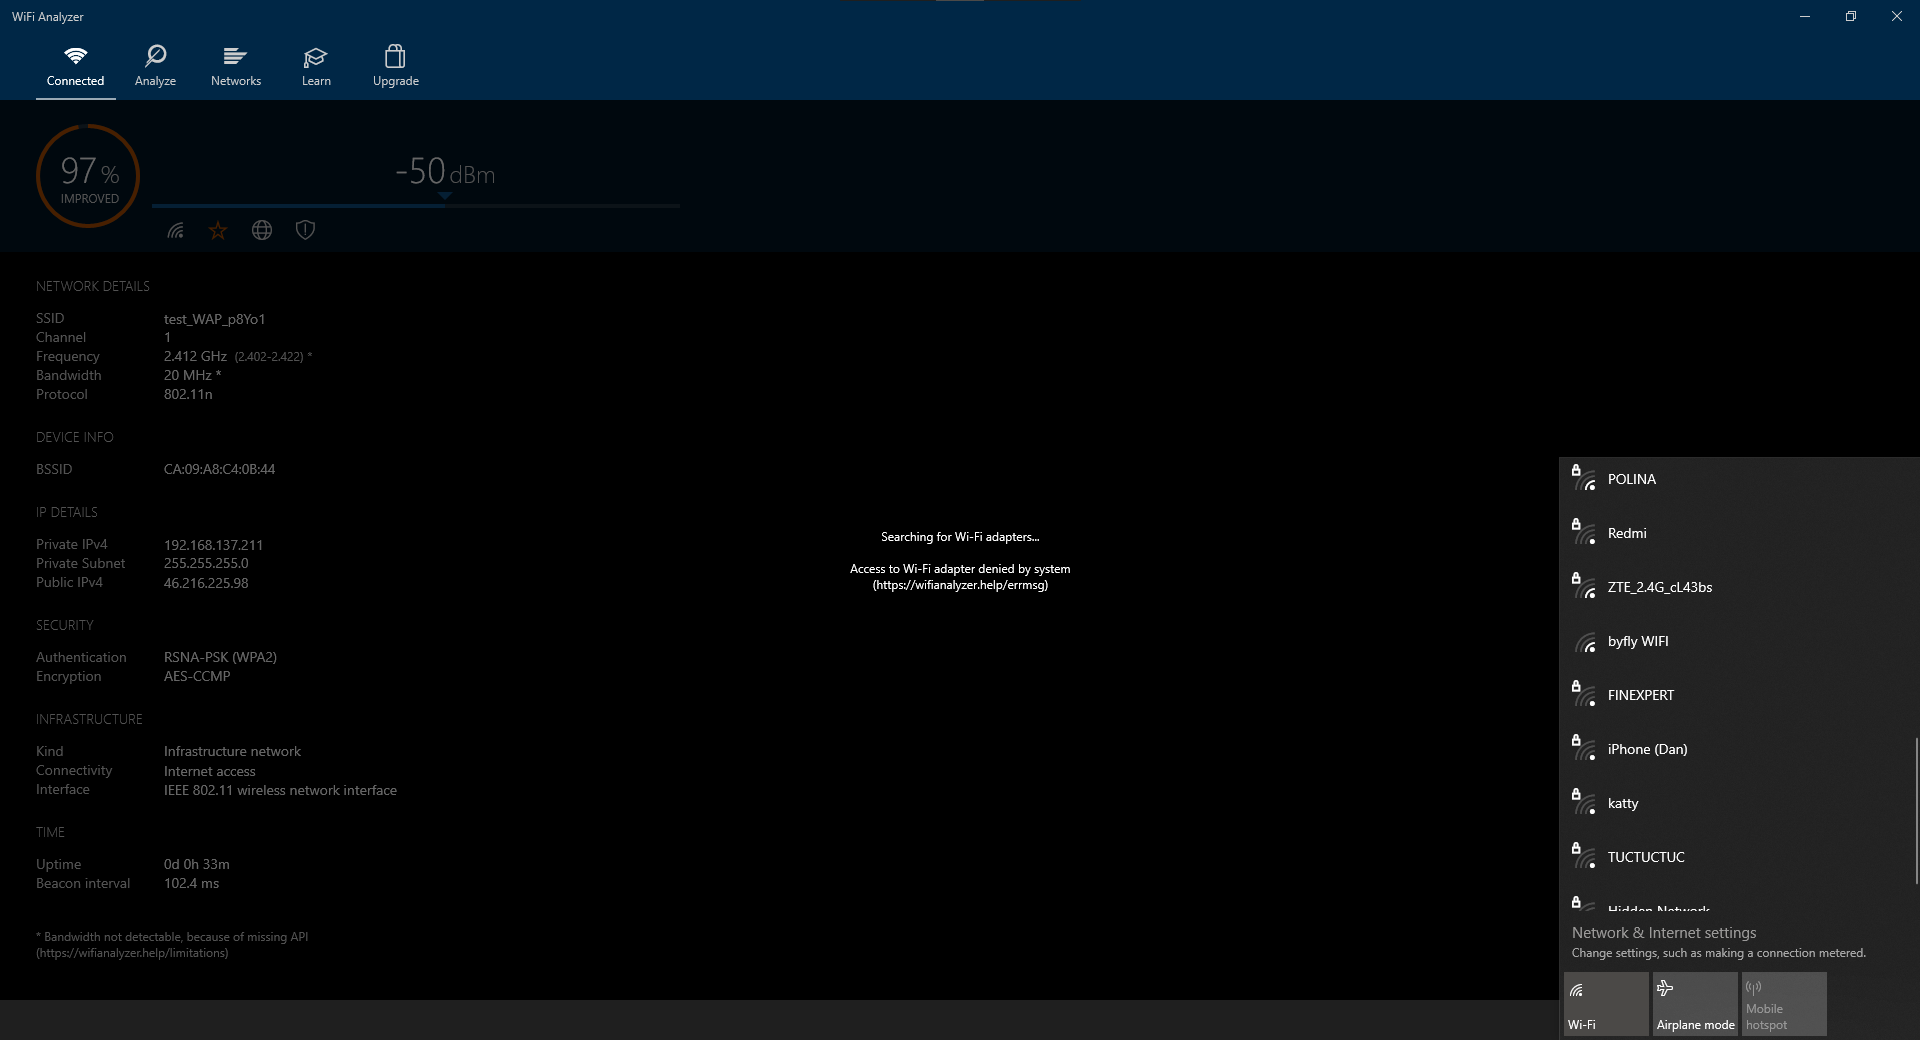 WiFi Analyzer
Connected
Analyze
Networks
Learn
Upgrade
97 %
IMPROVED
-50 dBm
NETWORK DETAILS
SSID test_WAP_p8Yo1
Channel 1
Frequency 2.412 GHz (2.402-2.422) *
Bandwidth 20 MHz *
Protocol 802.11n
DEVICE INFO
BSSID CA:09:A8:C4:0B:44
IP DETAILS
Private IPv4 192.168.137.211
Private Subnet 255.255.255.0
Public IPv4 46.216.225.98
SECURITY
Authentication RSNA-PSK (WPA2)
Encryption AES-CCMP
INFRASTRUCTURE
Kind Infrastructure network
Connectivity Internet access
Interface IEEE 802.11 wireless network interface
TIME
Uptime 0d 0h 33m
Beacon interval 102.4 ms
* Bandwidth not detectable, because of missing API
(https://wifianalyzer.help/limitations)
Searching for Wi-Fi adapters...
Access to Wi-Fi adapter denied by system
(https://wifianalyzer.help/errmsg)
POLINA
Redmi
ZTE_2.4G_cL43bs
byfly WIFI
FINEXPERT
iPhone (Dan)
katty
TUCTUCTUC
Hidden Network
Network & Internet settings
Change settings, such as making a connection metered.
Wi-Fi
Airplane mode
Mobile
hotspot